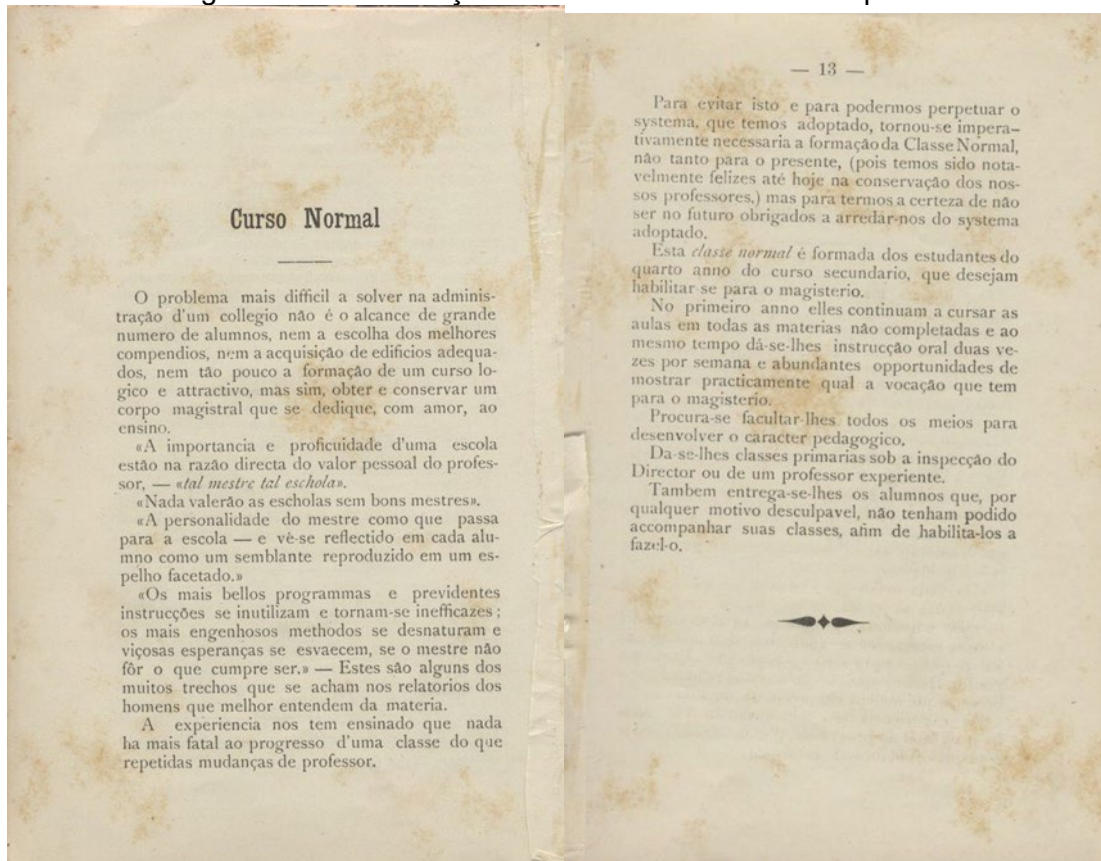 Curso Normal
O problema mais difficil a solver na adminis-
tração d'um collegio não é o alcance de grande
numero de alumnos, nem a escolha dos melhores
compendios, nem a acquisição de edificios adequa-
dos, nem tão pouco a formação de um curso lo-
gico e attractivo, mas sim, obter e conservar um
corpo magistral que se dedique, com amor, ao
ensino.
«A importancia e proficuidade d'uma escola
estão na razão directa do valor pessoal do profes-
sor, — «tal mestre tal eschola».
«Nada valerão as escholas sem bons mestres».
«A personalidade do mestre como que passa
para a escola — e vê-se reflectido em cada alu-
mno como um semblante reproduzido em um es-
pelho facetado.»
«Os mais bellos programmas e previdentes
instrucções se inutilizam e tornam-se inefficazes;
os mais engenhosos methodos se desnaturam e
viçosas esperanças se esvaecem, se o mestre não
fôr o que cumpre ser.» — Estes são alguns dos
muitos trechos que se acham nos relatorios dos
homens que melhor entendem da materia.
A experiencia nos tem ensinado que nada
ha mais fatal ao progresso d'uma classe do que
repetidas mudanças de professor.
— 13 —
Para evitar isto e para podermos perpetuar o
systema, que temos adoptado, tornou-se impera-
tivamente necessaria a formação da Classe Normal,
não tanto para o presente, (pois temos sido nota-
velmente felizes até hoje na conservação dos nos-
sos professores,) mas para termos a certeza de não
ser no futuro obrigados a arredar-nos do systema
adoptado.
Esta classe normal é formada dos estudantes do
quarto anno do curso secundario, que desejam
habilitar-se para o magisterio.
No primeiro anno elles continuam a cursar as
aulas em todas as materias não completadas e ao
mesmo tempo dá-se-lhes instrucção oral duas ve-
zes por semana e abundantes opportunidades de
mostrar practicamente qual a vocação que tem
para o magisterio.
Procura-se facultar-lhes todos os meios para
desenvolver o caracter pedagogico.
Da-se-lhes classes primarias sob a inspecção do
Director ou de um professor experiente.
Tambem entrega-se-lhes os alumnos que, por
qualquer motivo desculpavel, não tenham podido
accompanhar suas classes, afim de habilita-los a
fazel-o.